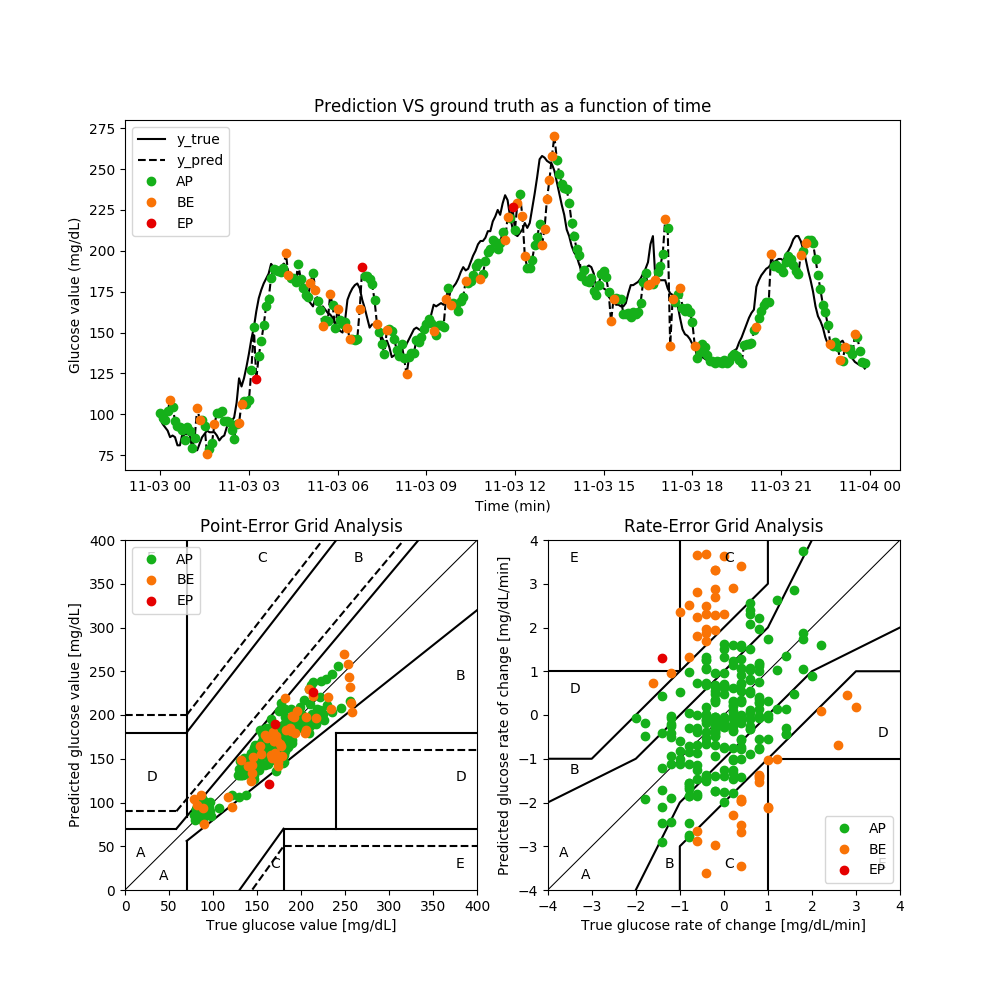 Prediction VS ground truth as a function of time
Glucose value (mg/dL)
275
250
225
200
175
150
125
100
75
y_true
y_pred
AP
BE
EP
11-03 00 11-03 03 11-03 06 11-03 09 11-03 12 11-03 15 11-03 18 11-03 21 11-04 00
Time (min)
Point-Error Grid Analysis
Predicted glucose value [mg/dL]
400
350
300
250
200
150
100
50
0
AP
BE
EP
C
B
B
D
D
A
A
C
E
0 50 100 150 200 250 300 350 400
True glucose value [mg/dL]
Rate-Error Grid Analysis
Predicted glucose rate of change [mg/dL/min]
4
3
2
1
0
−1
−2
−3
−4
E
C
D
D
B
A
A
B
C
AP
BE
EP
−4 −3 −2 −1 0 1 2 3 4
True glucose rate of change [mg/dL/min]